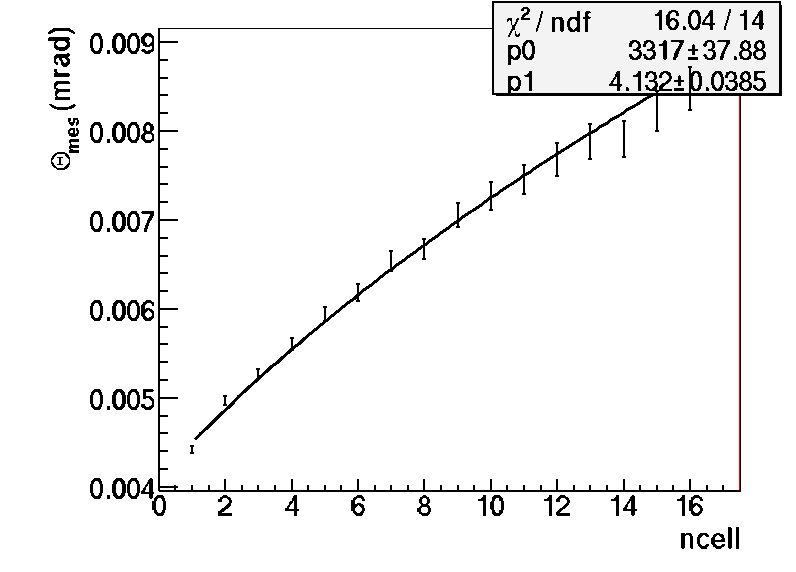 χ² / ndf 16.04 / 14
p0 3317 ± 37.88
p1 4.132 ± 0.0385
Θmes (mrad)
0.009
0.008
0.007
0.006
0.005
0.004
0 2 4 6 8 10 12 14 16
ncell